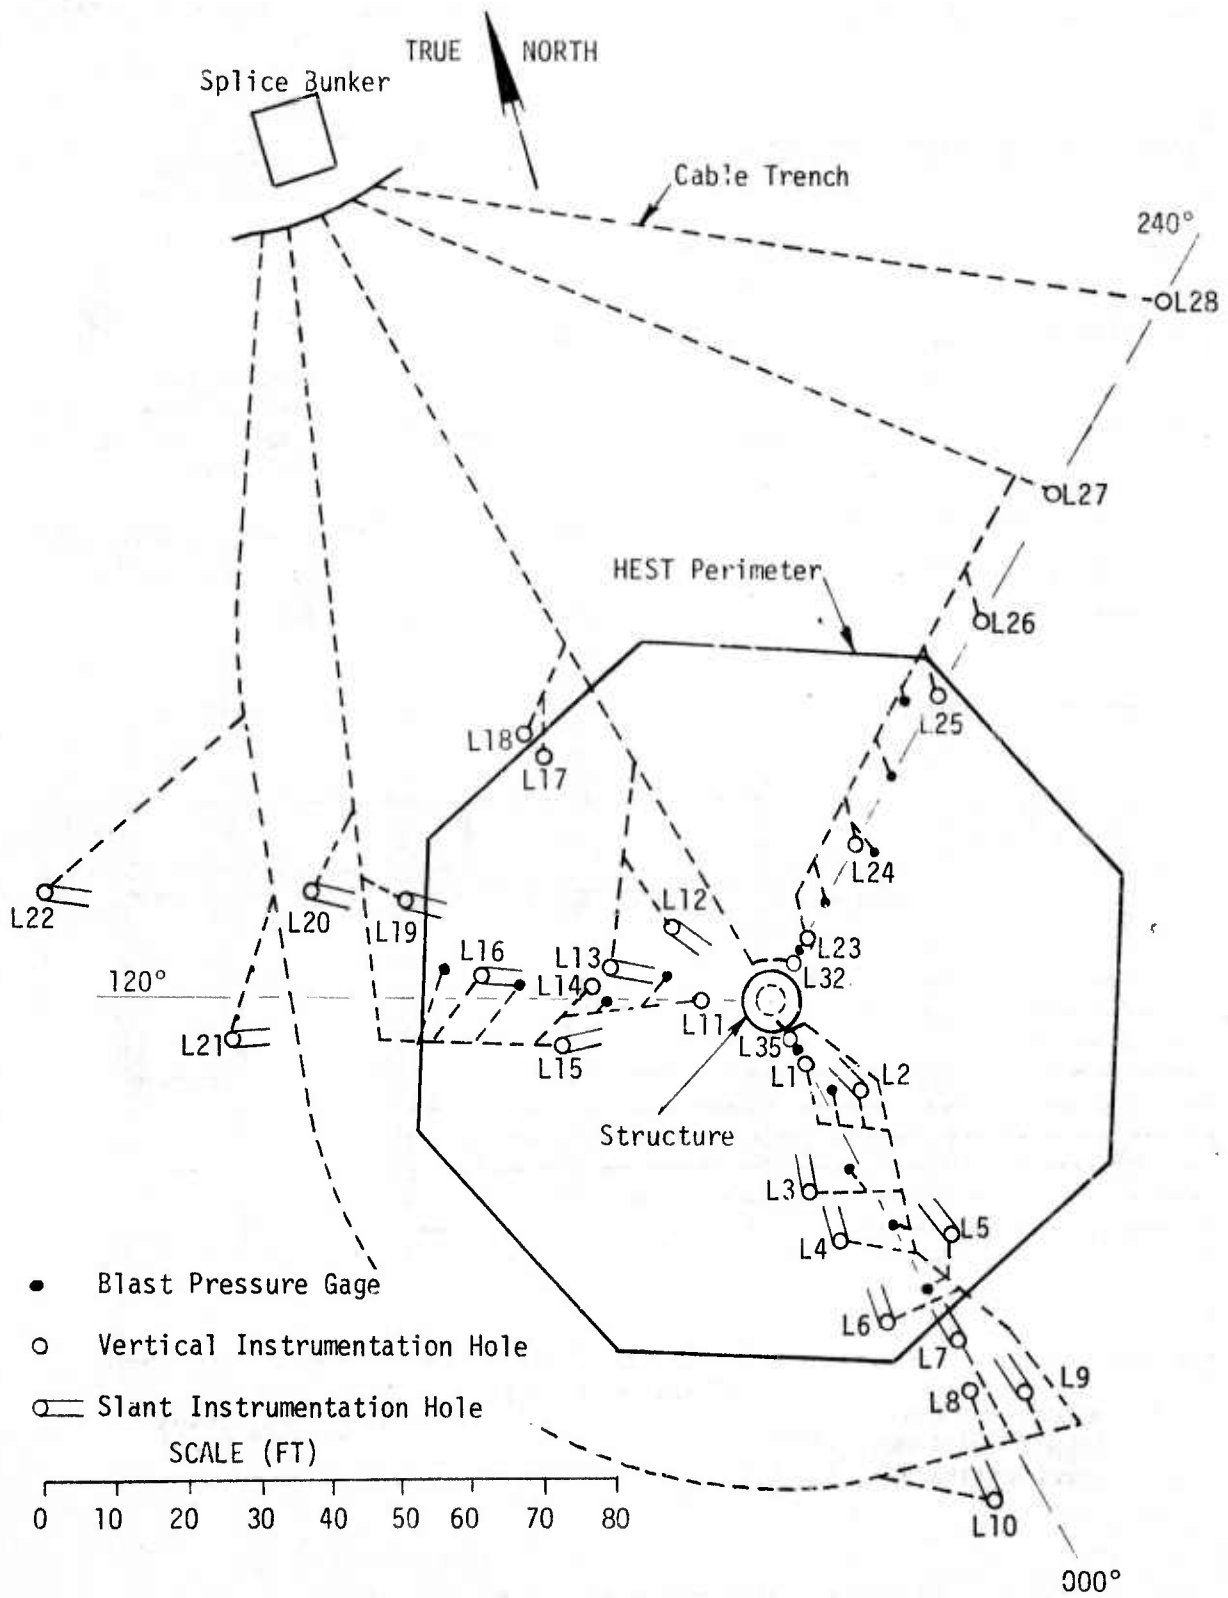 TRUE NORTH
Splice Bunker
Cable Trench
240°
L28
L27
HEST Perimeter
L26
L25
L18
L17
L24
L22
L20
L19
L12
L23
L16
L13
L32
L14
120°
L11
L21
L15
L35
L1
L2
Structure
L3
L5
L4
Blast Pressure Gage
L6
Vertical Instrumentation Hole
L7
L9
L8
Slant Instrumentation Hole
SCALE (FT)
0 10 20 30 40 50 60 70 80
L10
000°